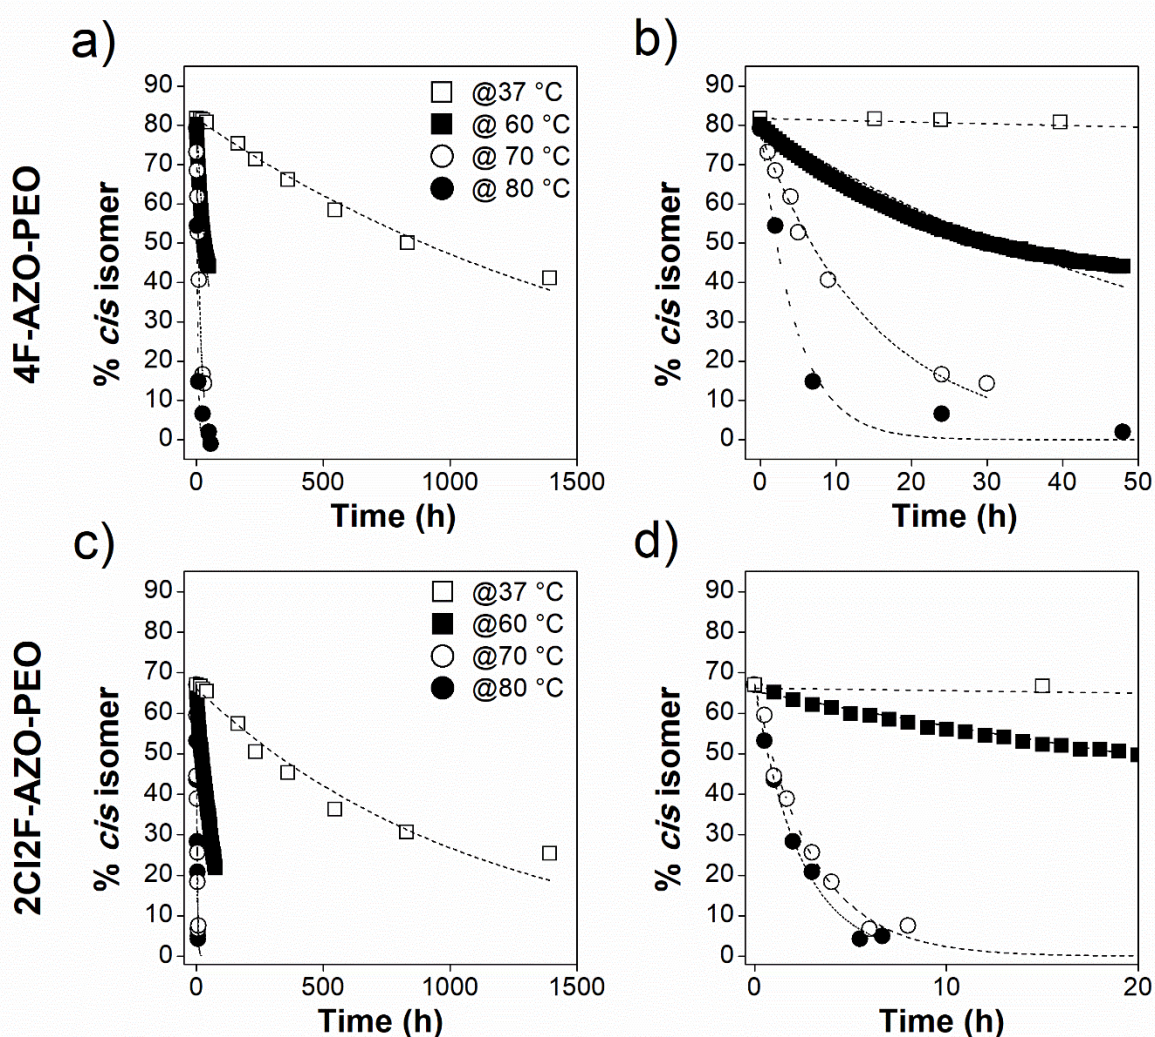 a)
b)
4F-AZO-PEO
% cis isomer
90
80
70
60
50
40
30
20
10
0
@37 °C
@ 60 °C
@ 70 °C
@ 80 °C
0
500
1000
1500
Time (h)
% cis isomer
90
80
70
60
50
40
30
20
10
0
0
10
20
30
40
50
Time (h)
c)
d)
2Cl2F-AZO-PEO
% cis isomer
90
80
70
60
50
40
30
20
10
0
@37 °C
@60 °C
@70 °C
@80 °C
0
500
1000
1500
Time (h)
% cis isomer
90
80
70
60
50
40
30
20
10
0
0
10
20
Time (h)